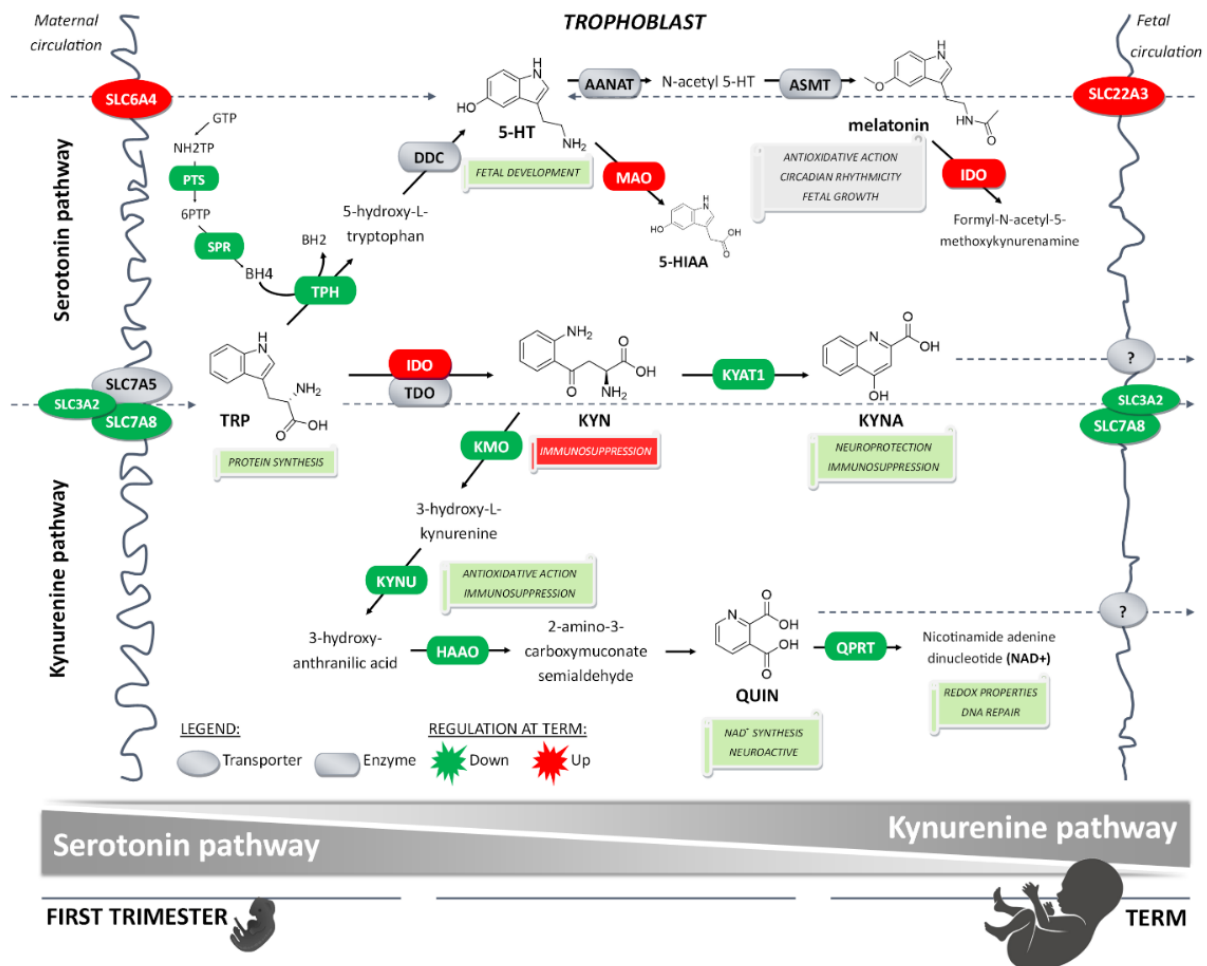 Maternal
circulation
TROPHOBLAST
Fetal
circulation
SLC6A4
HO
H
N
NH2
5-HT
AANAT
N-acetyl 5-HT
ASMT
O
H
N
HN
O
melatonin
SLC22A3
GTP
NH2TP
PTS
6PTP
SPR
BH4
BH2
TPH
DDC
5-hydroxy-L-
tryptophan
FETAL DEVELOPMENT
MAO
HO
H
N
O
OH
5-HIAA
ANTIOXIDATIVE ACTION
CIRCADIAN RHYTHMICITY
FETAL GROWTH
IDO
Formyl-N-acetyl-5-
methoxykynurenamine
Serotonin pathway
SLC7A5
SLC3A2
SLC7A8
H
N
NH2
O
OH
TRP
PROTEIN SYNTHESIS
IDO
TDO
NH2
O
O
OH
NH2
KYN
IMMUNOSUPPRESSION
KYAT1
N
O
OH
OH
KYNA
NEUROPROTECTION
IMMUNOSUPPRESSION
?
SLC3A2
SLC7A8
Kynurenine pathway
KMO
3-hydroxy-L-
kynurenine
KYNU
ANTIOXIDATIVE ACTION
IMMUNOSUPPRESSION
3-hydroxy-
anthranilic acid
HAAO
2-amino-3-
carboxymuconate
semialdehyde
N
O
OH
OH
O
QUIN
NAD+ SYNTHESIS
NEUROACTIVE
QPRT
Nicotinamide adenine
dinucleotide (NAD+)
REDOX PROPERTIES
DNA REPAIR
?
LEGEND:
Transporter
Enzyme
REGULATION AT TERM:
Down
Up
Serotonin pathway
Kynurenine pathway
FIRST TRIMESTER
TERM